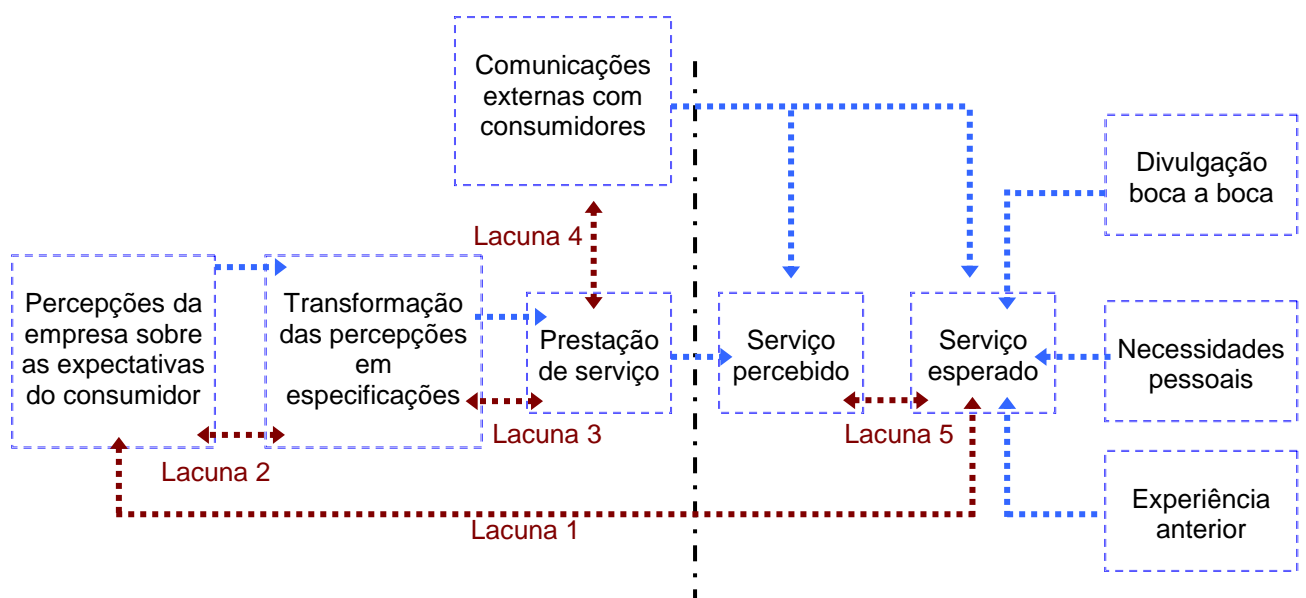 Comunicações
externas com
consumidores
Divulgação
boca a boca
Lacuna 4
Percepções da
empresa sobre
as expectativas
do consumidor
Transformação
das percepções
em
especificações
Prestação
de serviço
Serviço
percebido
Serviço
esperado
Necessidades
pessoais
Lacuna 2
Lacuna 3
Lacuna 5
Lacuna 1
Experiência
anterior